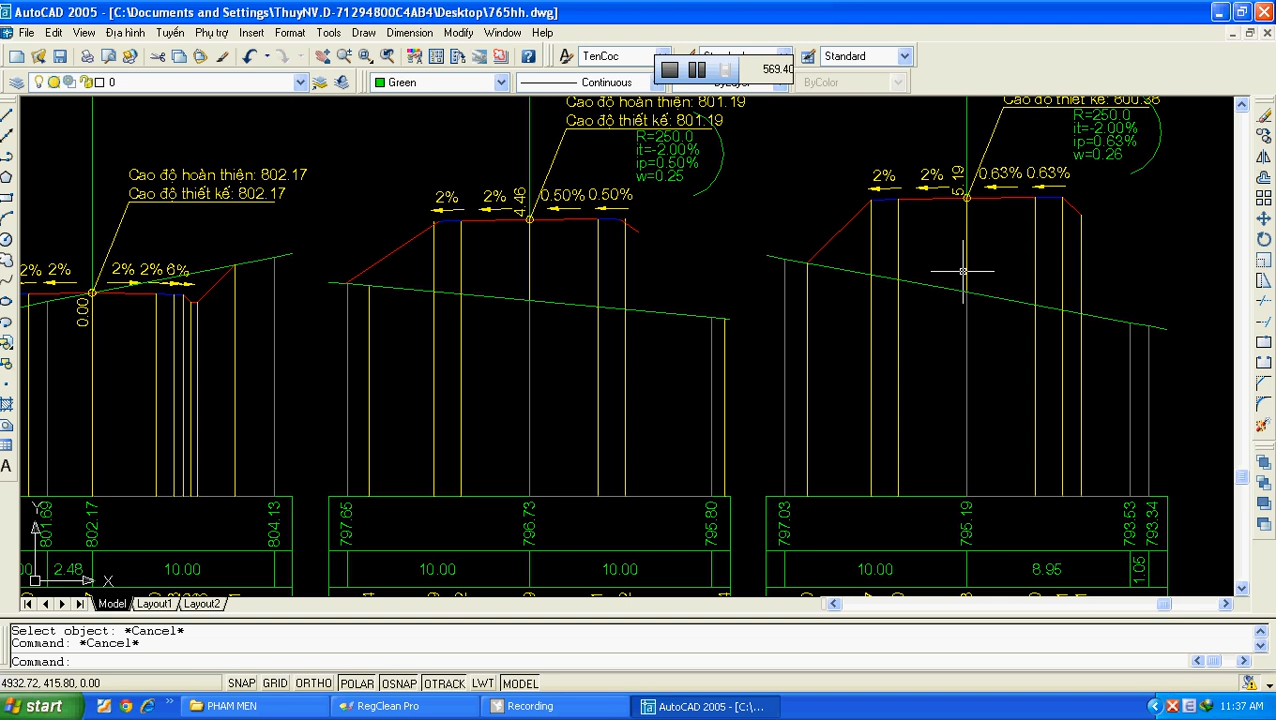 AutoCAD 2005 - [C:\Documents and Settings\ThuyNV.D-71294800C4AB4\Desktop\765hh.dwg]
File Edit View Địa hình Tuyến Phụ trợ Insert Format Tools Draw Dimension Modify Window Help
TenCoc Standard Standard
569.40
0 Green Continuous ByLayer ByColor
Cao độ hoàn thiện: 802.17
Cao độ thiết kế: 802.17
2% 2% 2% 2% 6%
0.00
Cao độ hoàn thiện: 801.19
Cao độ thiết kế: 801.19
R=250.0
it=-2.00%
ip=0.50%
w=0.25
2% 2% 0.50% 0.50%
4.46
Cao độ thiết kế: 800.38
R=250.0
it=-2.00%
ip=0.63%
w=0.26
2% 2% 0.63% 0.63%
5.19
801.69 802.17 804.13
2.48 10.00
797.65 796.73 795.80
10.00 10.00
797.03 795.19 793.53 793.34
10.00 8.95 1.05
Y
X
Model Layout1 Layout2
Select object: *Cancel*
Command: *Cancel*
Command:
4932.72, 415.80, 0.00 SNAP GRID ORTHO POLAR OSNAP OTRACK LWT MODEL
start PHAM MEN RegClean Pro Recording AutoCAD 2005 - [C:\... 11:37 AM